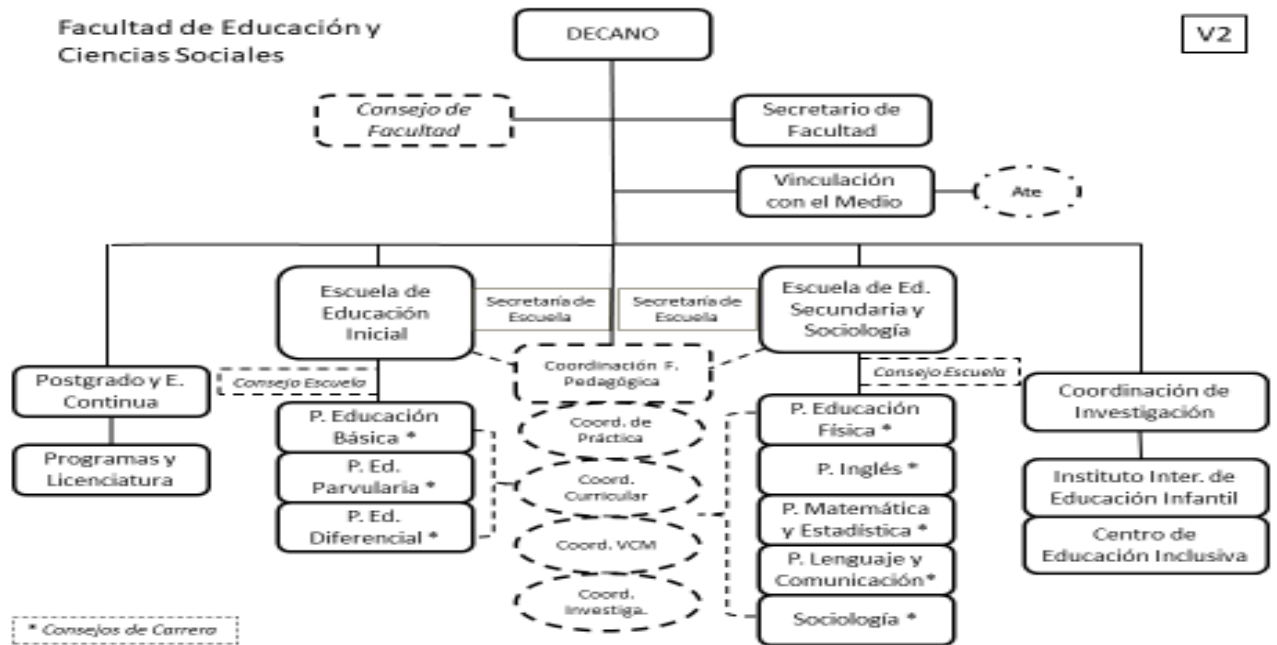 Facultad de Educación y
Ciencias Sociales
DECANO
V2
Consejo de
Facultad
Secretario de
Facultad
Vinculación
con el Medio
Ate
Escuela de
Educación
Inicial
Secretaría de
Escuela
Secretaría de
Escuela
Escuela de Ed.
Secundaria y
Sociología
Coordinación F.
Pedagógica
Postgrado y E.
Continua
Consejo Escuela
Consejo Escuela
Coordinación de
Investigación
P. Educación
Básica *
Coord. de
Práctica
P. Educación
Física *
Programas y
Licenciatura
P. Ed.
Parvularia *
Coord.
Curricular
P. Inglés *
Instituto Inter. de
Educación Infantil
P. Ed.
Diferencial *
Coord. VCM
P. Matemática
y Estadística *
Centro de
Educación Inclusiva
Coord.
Investiga.
P. Lenguaje y
Comunicación*
Sociología *
* Consejos de Carrera